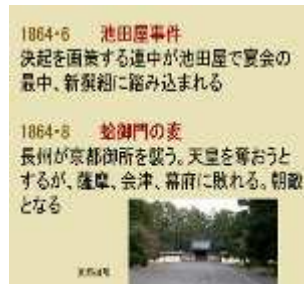 1864・6 池田屋事件
決起を画策する連中が池田屋で宴会の
最中、新撰組に踏み込まれる
1864・8 蛤御門の変
長州が京都御所を襲う。天皇を奪おうと
するが、薩摩、会津、幕府に敗れる。朝敵
となる